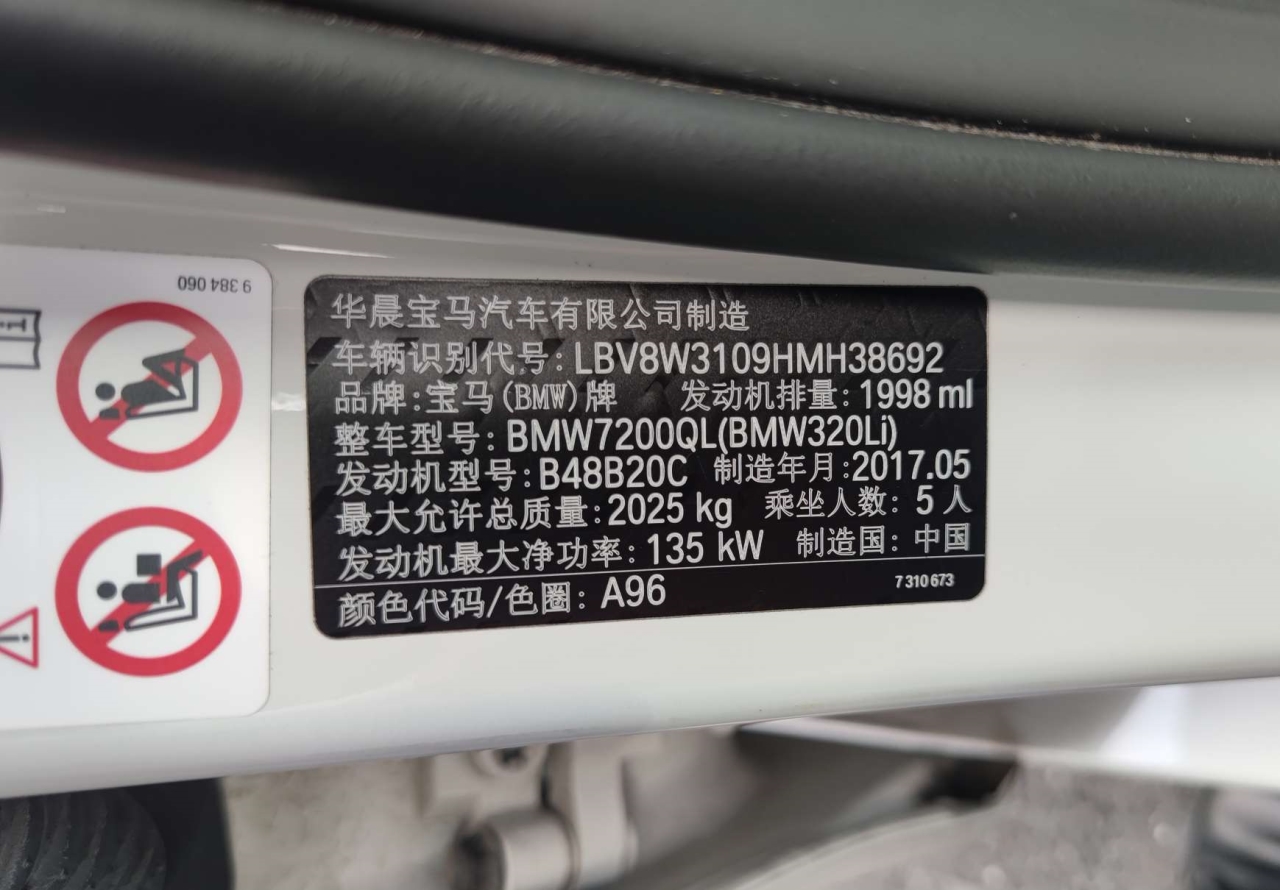 9 384 060
华晨宝马汽车有限公司制造
车辆识别代号: LBV8W3109HMH38692
品牌:宝马(BMW)牌 发动机排量: 1998 ml
整车型号: BMW7200QL(BMW320Li)
发动机型号: B48B20C 制造年月:2017.05
最大允许总质量: 2025 kg 乘坐人数: 5 人
发动机最大净功率: 135 kW 制造国: 中国
颜色代码/色圈: A96 7 310 673